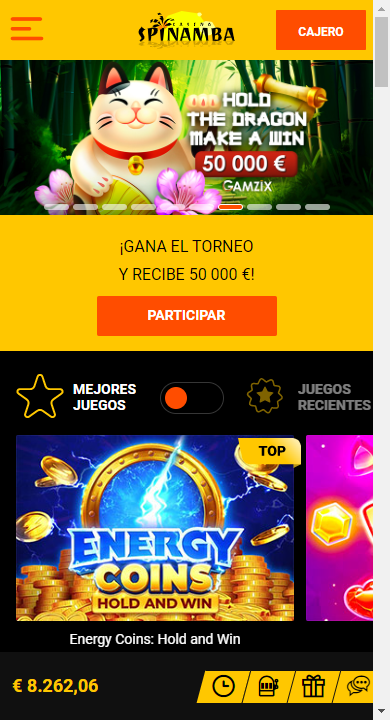 CASINO
SPINAMBA
CAJERO
HOLD
THE DRAGON
MAKE A WIN
50 000 €
GAMZIX
¡GANA EL TORNEO
Y RECIBE 50 000 €!
PARTICIPAR
MEJORES
JUEGOS
JUEGOS
RECIENTES
TOP
ENERGY
COINS
HOLD AND WIN
Energy Coins: Hold and Win
€ 8.262,06